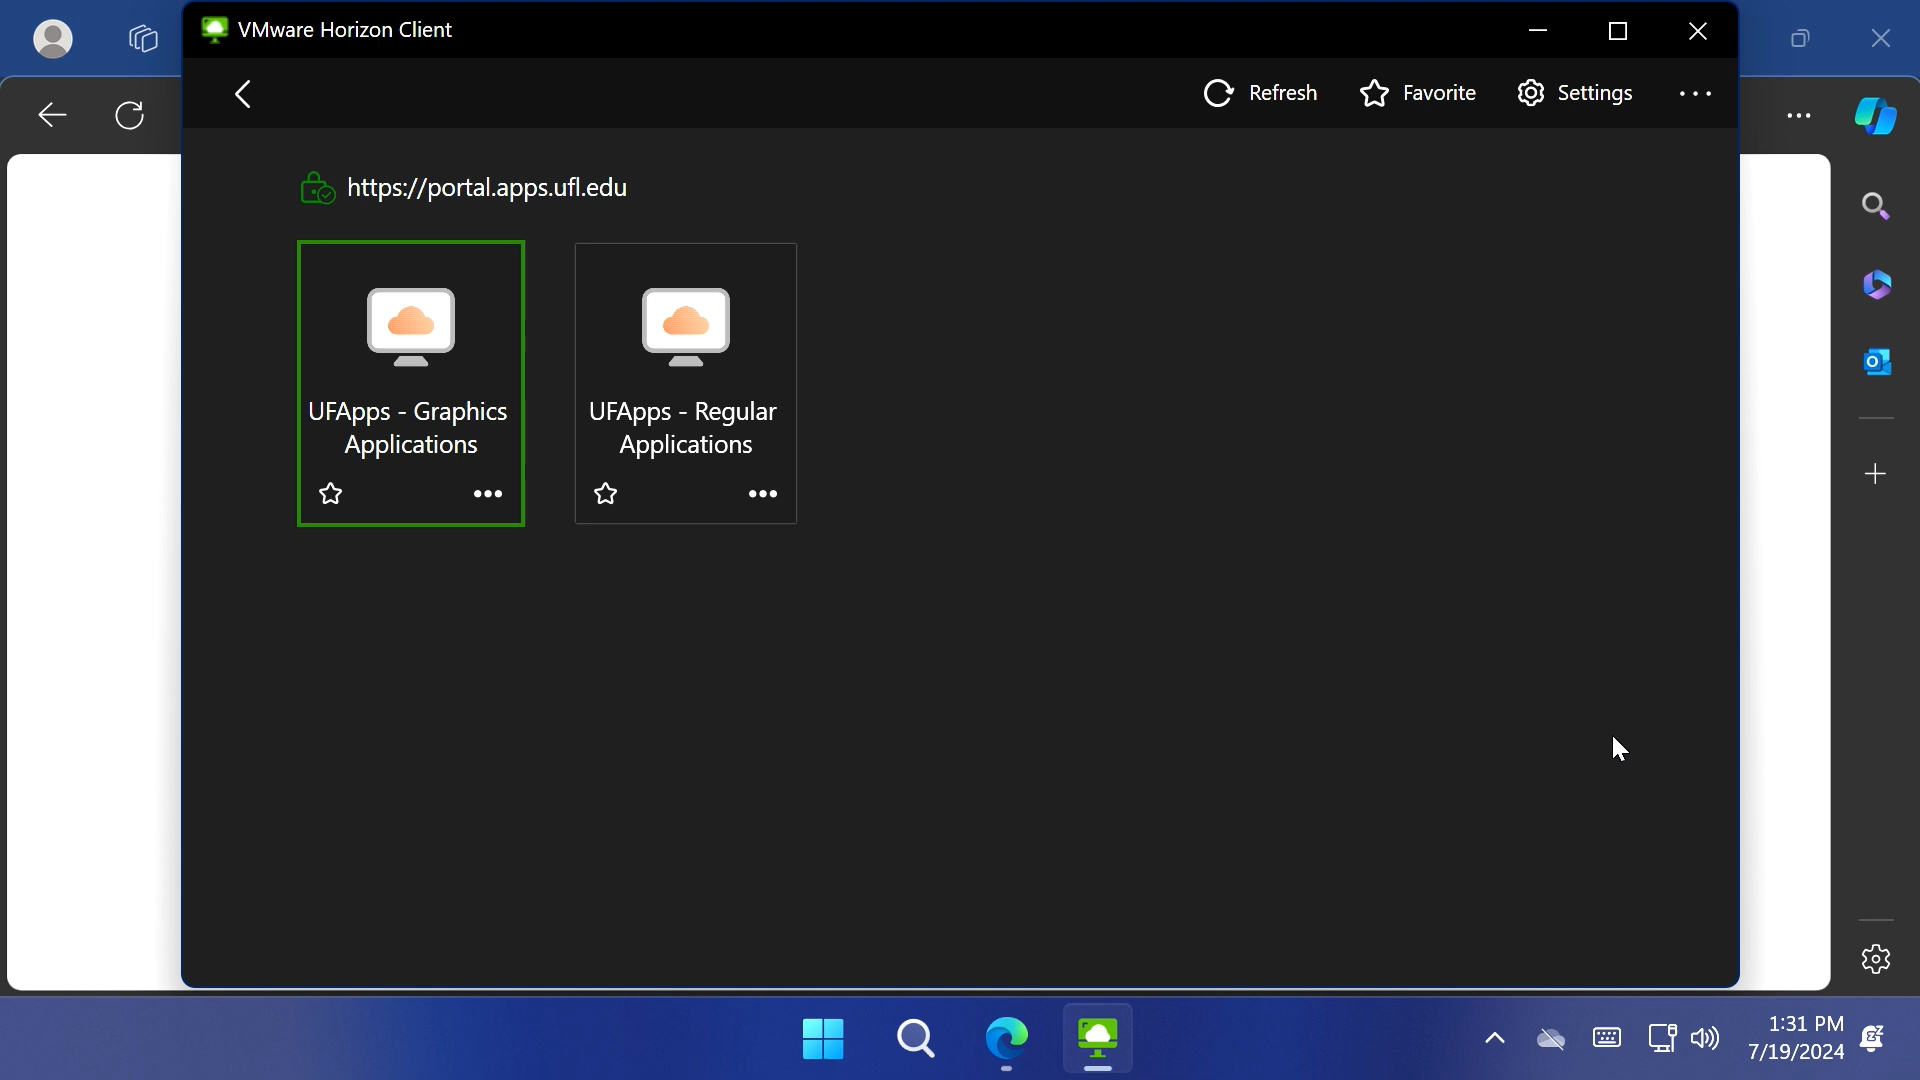 VMware Horizon Client
Refresh
Favorite
Settings
https://portal.apps.ufl.edu
UFApps - Graphics
Applications
UFApps - Regular
Applications
1:31 PM
7/19/2024